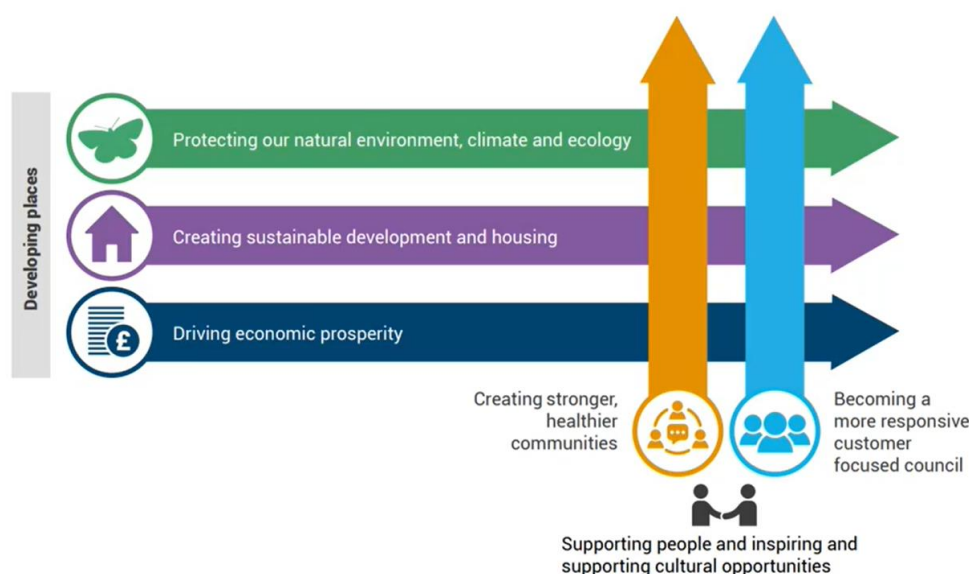 Developing places
Protecting our natural environment, climate and ecology
Creating sustainable development and housing
Driving economic prosperity
£
Creating stronger,
healthier
communities
Becoming a
more responsive
customer
focused council
Supporting people and inspiring and
supporting cultural opportunities